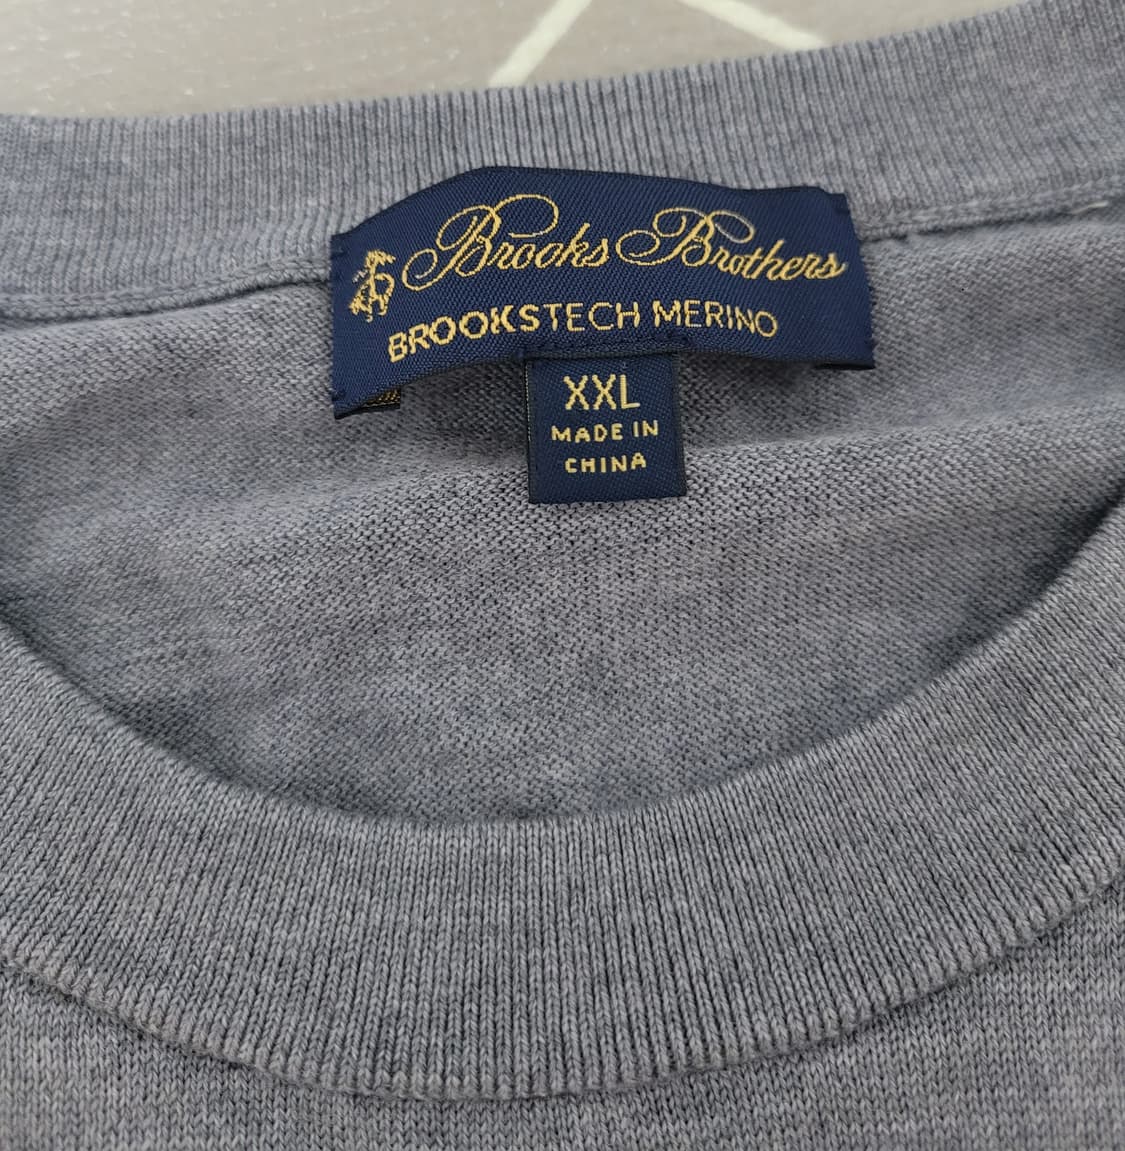 Brooks Brothers
BROOKSTECH MERINO
XXL
MADE IN
CHINA